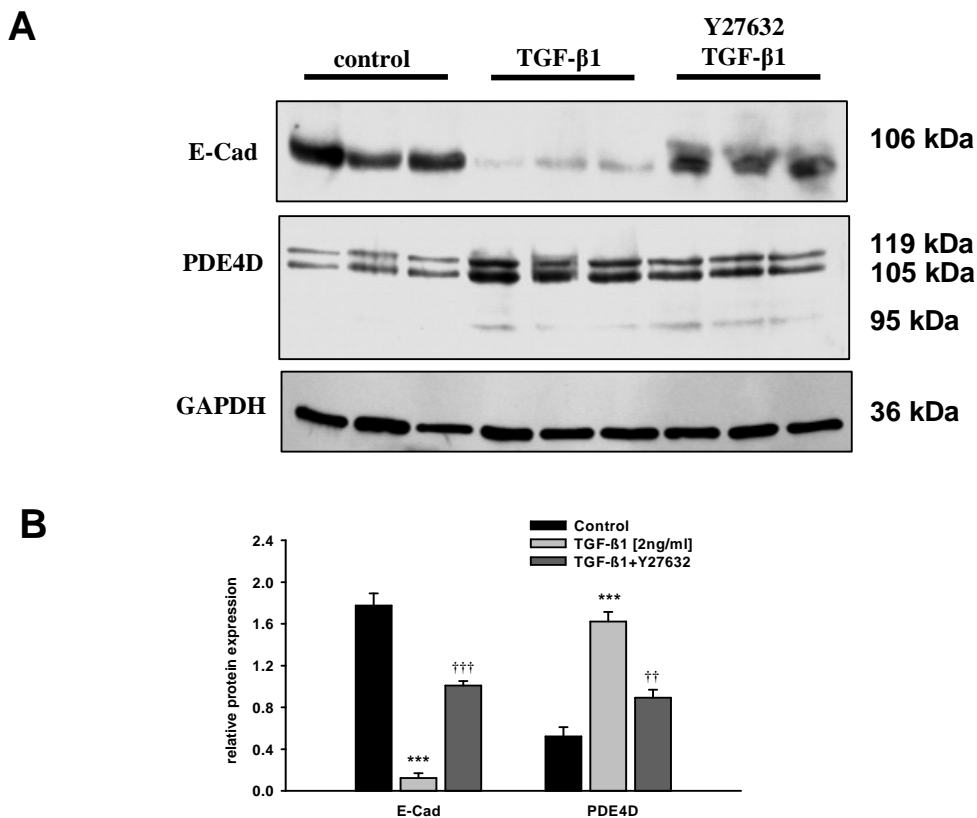 A
control
TGF-β1
Y27632
TGF-β1
E-Cad
106 kDa
PDE4D
119 kDa
105 kDa
95 kDa
GAPDH
36 kDa
B
Control
TGF-ß1 [2ng/ml]
TGF-ß1+Y27632
relative protein expression
2.4
2.0
1.6
1.2
0.8
0.4
0.0
***
†††
***
††
E-Cad
PDE4D